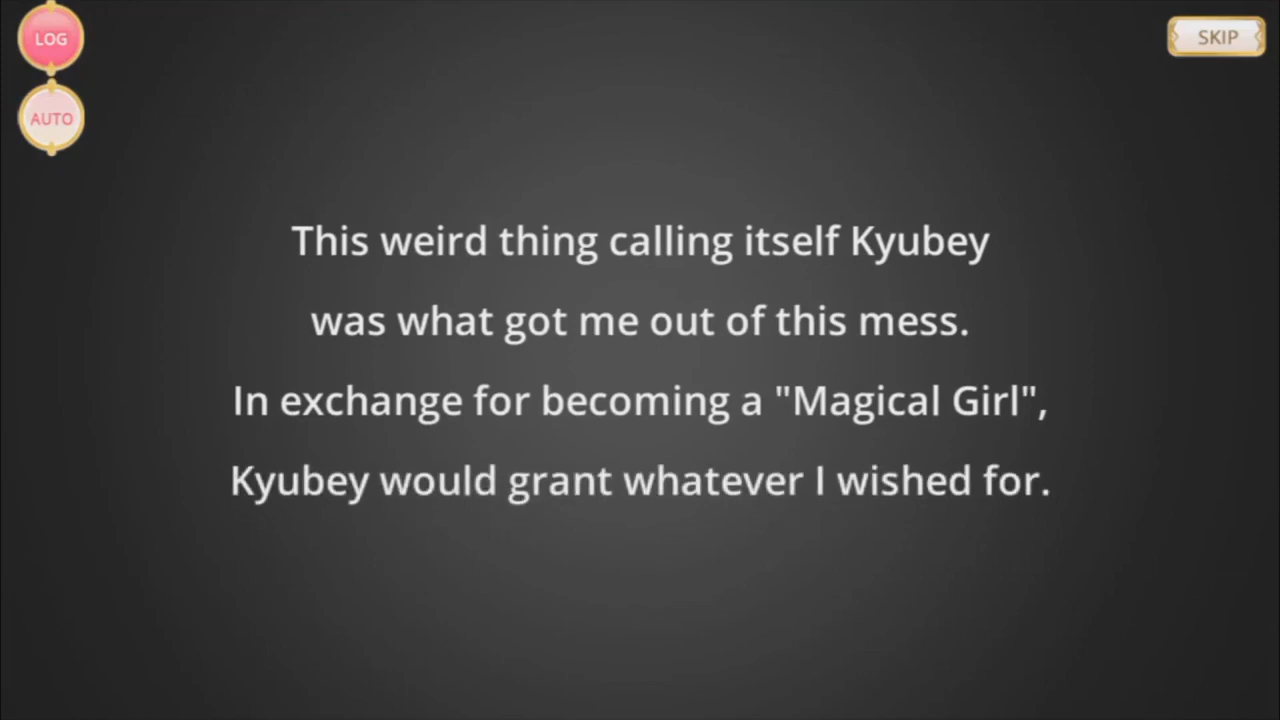 LOG
SKIP
AUTO
This weird thing calling itself Kyubey
was what got me out of this mess.
In exchange for becoming a "Magical Girl",
Kyubey would grant whatever I wished for.